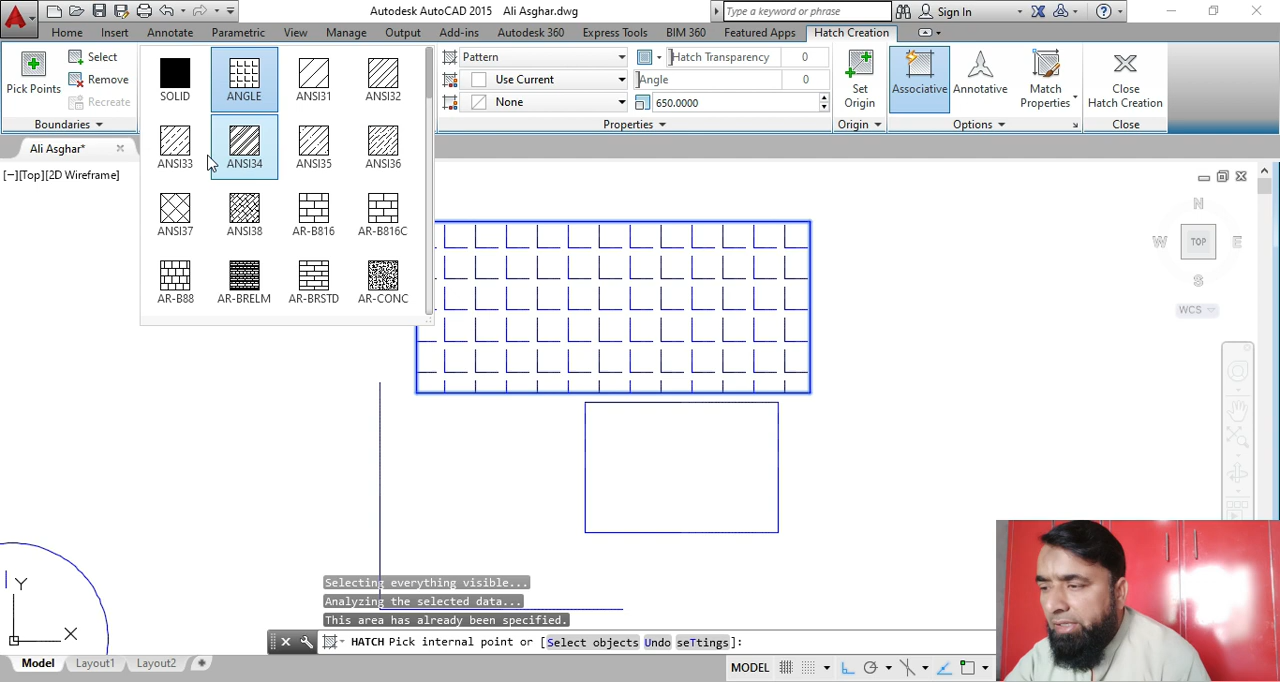 Autodesk AutoCAD 2015 Ali Asghar.dwg
Type a keyword or phrase
Sign In
Home Insert Annotate Parametric View Manage Output Add-ins Autodesk 360 Express Tools BIM 360 Featured Apps Hatch Creation
Pick Points
Select
Remove
Recreate
Boundaries
SOLID ANGLE ANSI31 ANSI32
ANSI33 ANSI34 ANSI35 ANSI36
ANSI37 ANSI38 AR-B816 AR-B816C
AR-B88 AR-BRELM AR-BRSTD AR-CONC
Pattern
Use Current
None
Hatch Transparency 0
Angle 0
650.0000
Properties
Set
Origin
Origin
Associative
Annotative
Match
Properties
Options
Close
Hatch Creation
Close
Ali Asghar*
[−][Top][2D Wireframe]
N
W TOP E
S
WCS
Y
X
Selecting everything visible...
Analyzing the selected data...
This area has already been specified.
HATCH Pick internal point or [Select objects Undo seTtings]:
Model Layout1 Layout2
MODEL